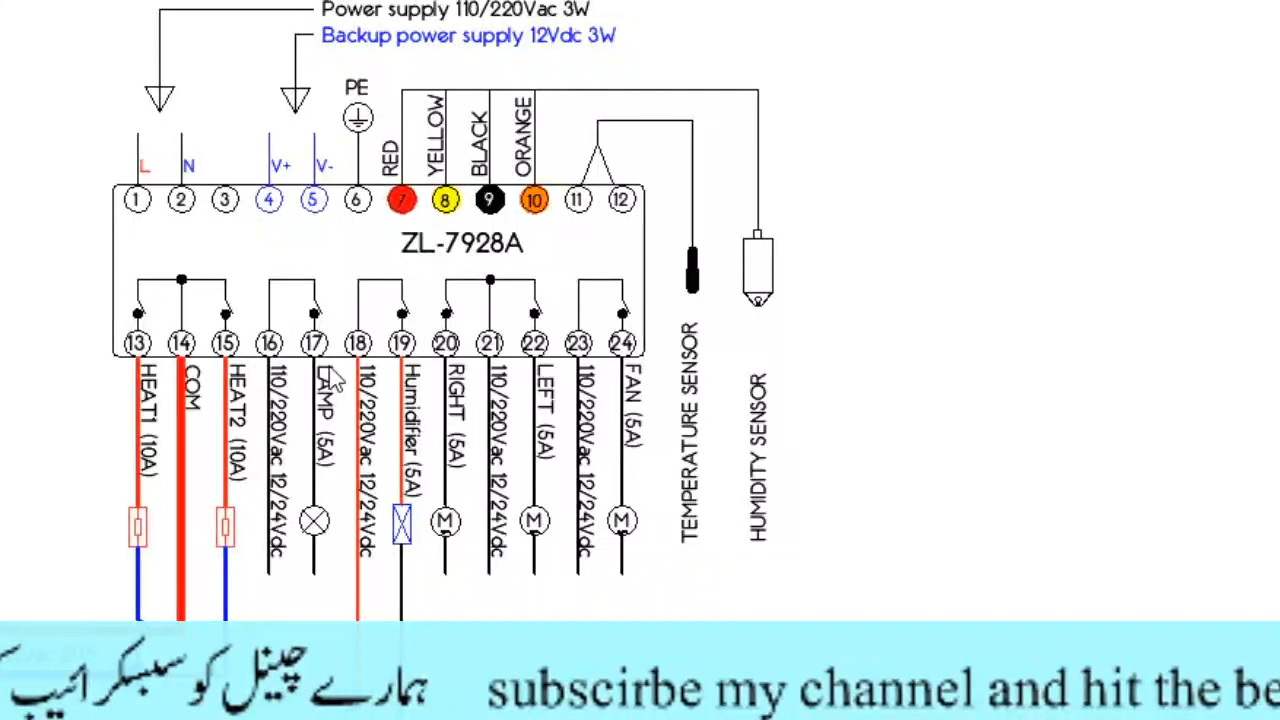 Power supply 110/220Vac 3W
Backup power supply 12Vdc 3W
PE
RED
YELLOW
BLACK
ORANGE
L
N
V+
V-
1 2 3 4 5 6 7 8 9 10 11 12
ZL-7928A
13 14 15 16 17 18 19 20 21 22 23 24
HEAT1 (10A)
COM
HEAT2 (10A)
110/220Vac 12/24Vdc
LAMP (5A)
110/220Vac 12/24Vdc
Humidifier (5A)
RIGHT (5A)
110/220Vac 12/24Vdc
LEFT (5A)
110/220Vac 12/24Vdc
FAN (5A)
TEMPERATURE SENSOR
HUMIDITY SENSOR
M
M
M
ہمارے چینل کو سبسکرائیب
subscirbe my channel and hit the be